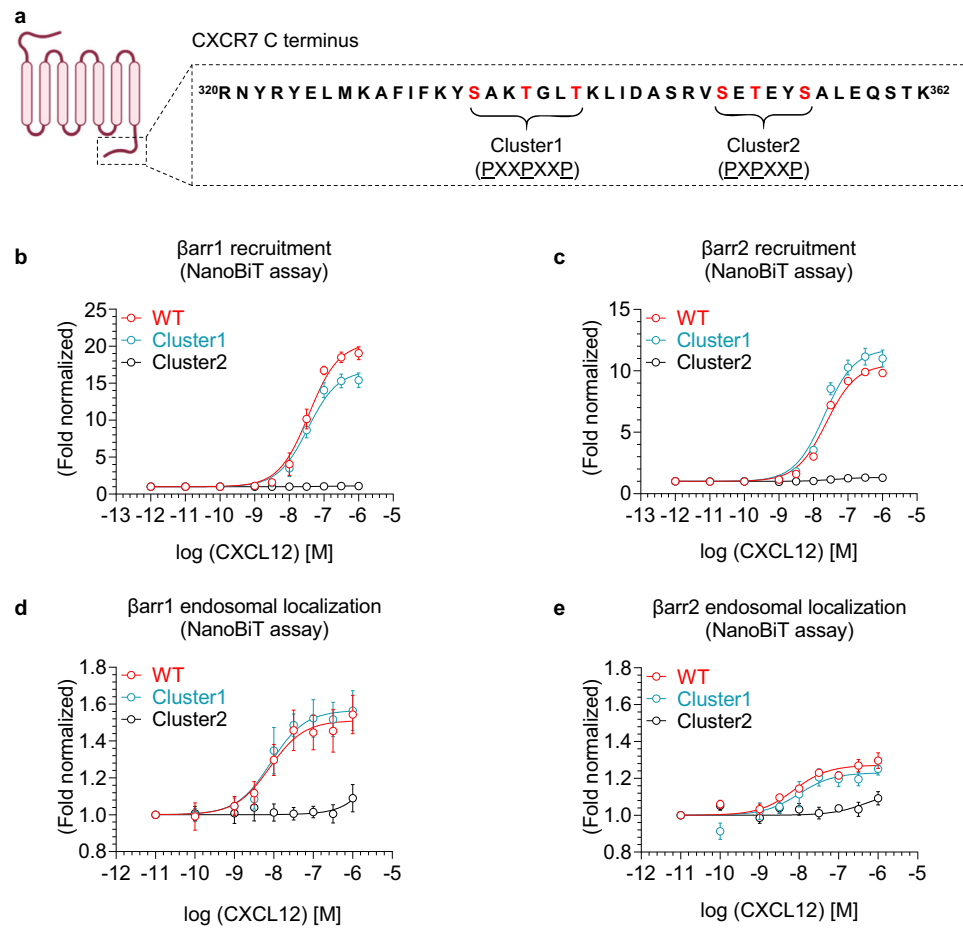 a
CXCR7 C terminus
³²⁰R N Y R Y E L M K A F I F K Y S A K T G L T K L I D A S R V S E T E Y S A L E Q S T K³⁶²
Cluster1 Cluster2
(PXXPXXP) (PXPXXP)
b βarr1 recruitment
(NanoBiT assay)
25
20
15
10
5
0
(Fold normalized)
WT
Cluster1
Cluster2
-13 -12 -11 -10 -9 -8 -7 -6 -5
log (CXCL12) [M]
c βarr2 recruitment
(NanoBiT assay)
15
10
5
0
(Fold normalized)
WT
Cluster1
Cluster2
-13 -12 -11 -10 -9 -8 -7 -6 -5
log (CXCL12) [M]
d βarr1 endosomal localization
(NanoBiT assay)
1.8
1.6
1.4
1.2
1.0
0.8
(Fold normalized)
WT
Cluster1
Cluster2
-12 -11 -10 -9 -8 -7 -6 -5
log (CXCL12) [M]
e βarr2 endosomal localization
(NanoBiT assay)
1.8
1.6
1.4
1.2
1.0
0.8
(Fold normalized)
WT
Cluster1
Cluster2
-12 -11 -10 -9 -8 -7 -6 -5
log (CXCL12) [M]